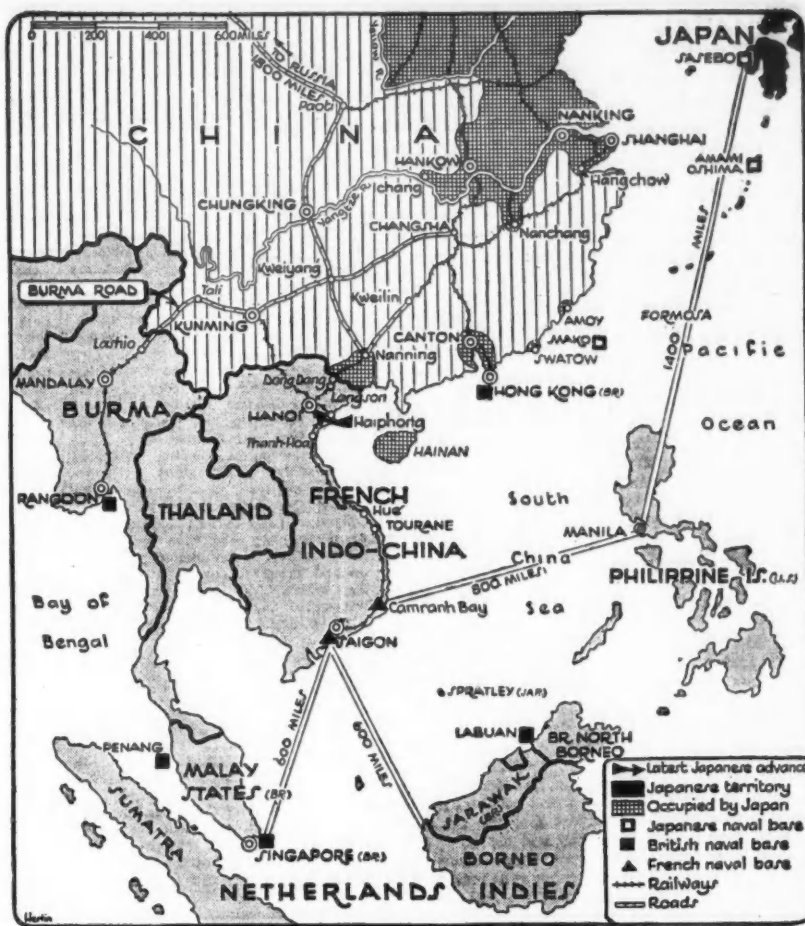 0 200 400 600 MILES
JAPAN
SASEBO
TO RUSSIA
1800 MILES
Paoti
Yellow R.
CHINA
NANKING
SHANGHAI
HANKOW
AMAMI
OSHIMA
Ichang
Hangchow
CHUNGKING
Yangtze R.
CHANGSHA
Nanchang
MILES
Kweiyang
BURMA ROAD
Tali
KUNMING
Kweilin
AMOY
FORMOSA
1400
Pacific
Ocean
CANTON
MAKO
SWATOW
Lashio
Nanning
MANDALAY
Dong Dang
HONG KONG (BR)
BURMA
Langson
HANOI
Haiphong
Thanh-Hoa
HAINAN
RANGOON
THAILAND
FRENCH
INDO-CHINA
Hué
TOURANE
South
China
Sea
MANILA
PHILIPPINE IS. (U.S.)
800 MILES
Bay of
Bengal
Camranh Bay
SAIGON
SPRATLEY (JAP.)
600 MILES
600 MILES
LABUAN
BR. NORTH
BORNEO
PENANG
MALAY
STATES (BR)
SARAWAK
(BR)
SUMATRA
SINGAPORE (BR)
BORNEO
NETHERLANDS INDIES
Latest Japanese advance
Japanese territory
Occupied by Japan
Japanese naval base
British naval base
French naval base
Railways
Roads